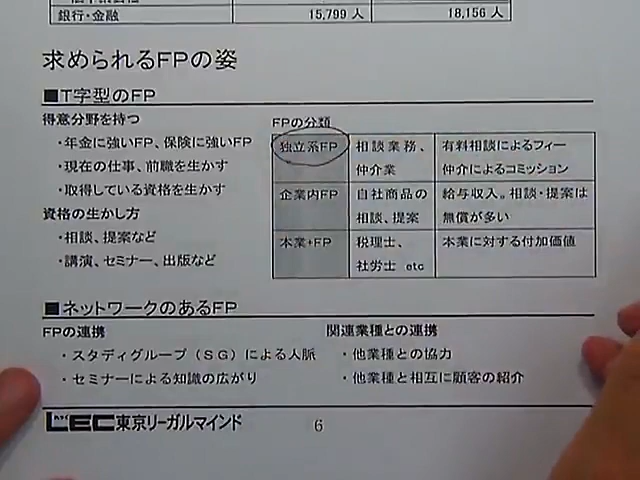 銀行・金融 15,799 人 18,156 人
求められるFPの姿
■T字型のFP
得意分野を持つ
・年金に強いFP、保険に強いFP
・現在の仕事、前職を生かす
・取得している資格を生かす
資格の生かし方
・相談、提案など
・講演、セミナー、出版など
FPの分類
独立系FP 相談業務、 有料相談によるフィー
仲介業 仲介によるコミッション
企業内FP 自社商品の 給与収入。相談・提案は
相談、提案 無償が多い
本業+FP 税理士、 本業に対する付加価値
社労士 etc
■ネットワークのあるFP
FPの連携
・スタディグループ（SG）による人脈
・セミナーによる知識の広がり
関連業種との連携
・他業種との協力
・他業種と相互に顧客の紹介
LEC東京リーガルマインド 6